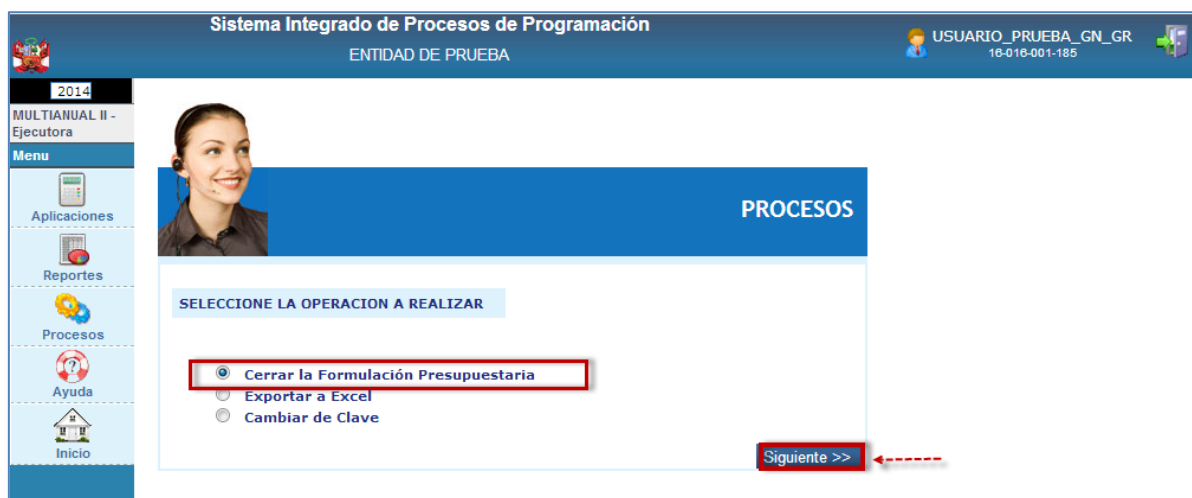 Sistema Integrado de Procesos de Programación
ENTIDAD DE PRUEBA
USUARIO_PRUEBA_GN_GR
16-016-001-185
2014
MULTIANUAL II -
Ejecutora
Menu
Aplicaciones
Reportes
Procesos
Ayuda
Inicio
PROCESOS
SELECCIONE LA OPERACION A REALIZAR
Cerrar la Formulación Presupuestaria
Exportar a Excel
Cambiar de Clave
Siguiente >>